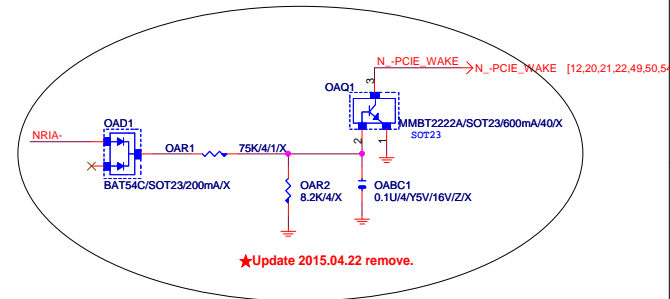 N_-PCIE_WAKE
N_-PCIE_WAKE [12,20,21,22,49,50,54
3
OAQ1
MMBT2222A/SOT23/600mA/40/X
SOT23
2
1
OAD1
NRIA-
OAR1 75K/4/1/X
BAT54C/SOT23/200mA/X
OAR2
8.2K/4/X
OABC1
0.1U/4/Y5V/16V/Z/X
★Update 2015.04.22 remove.